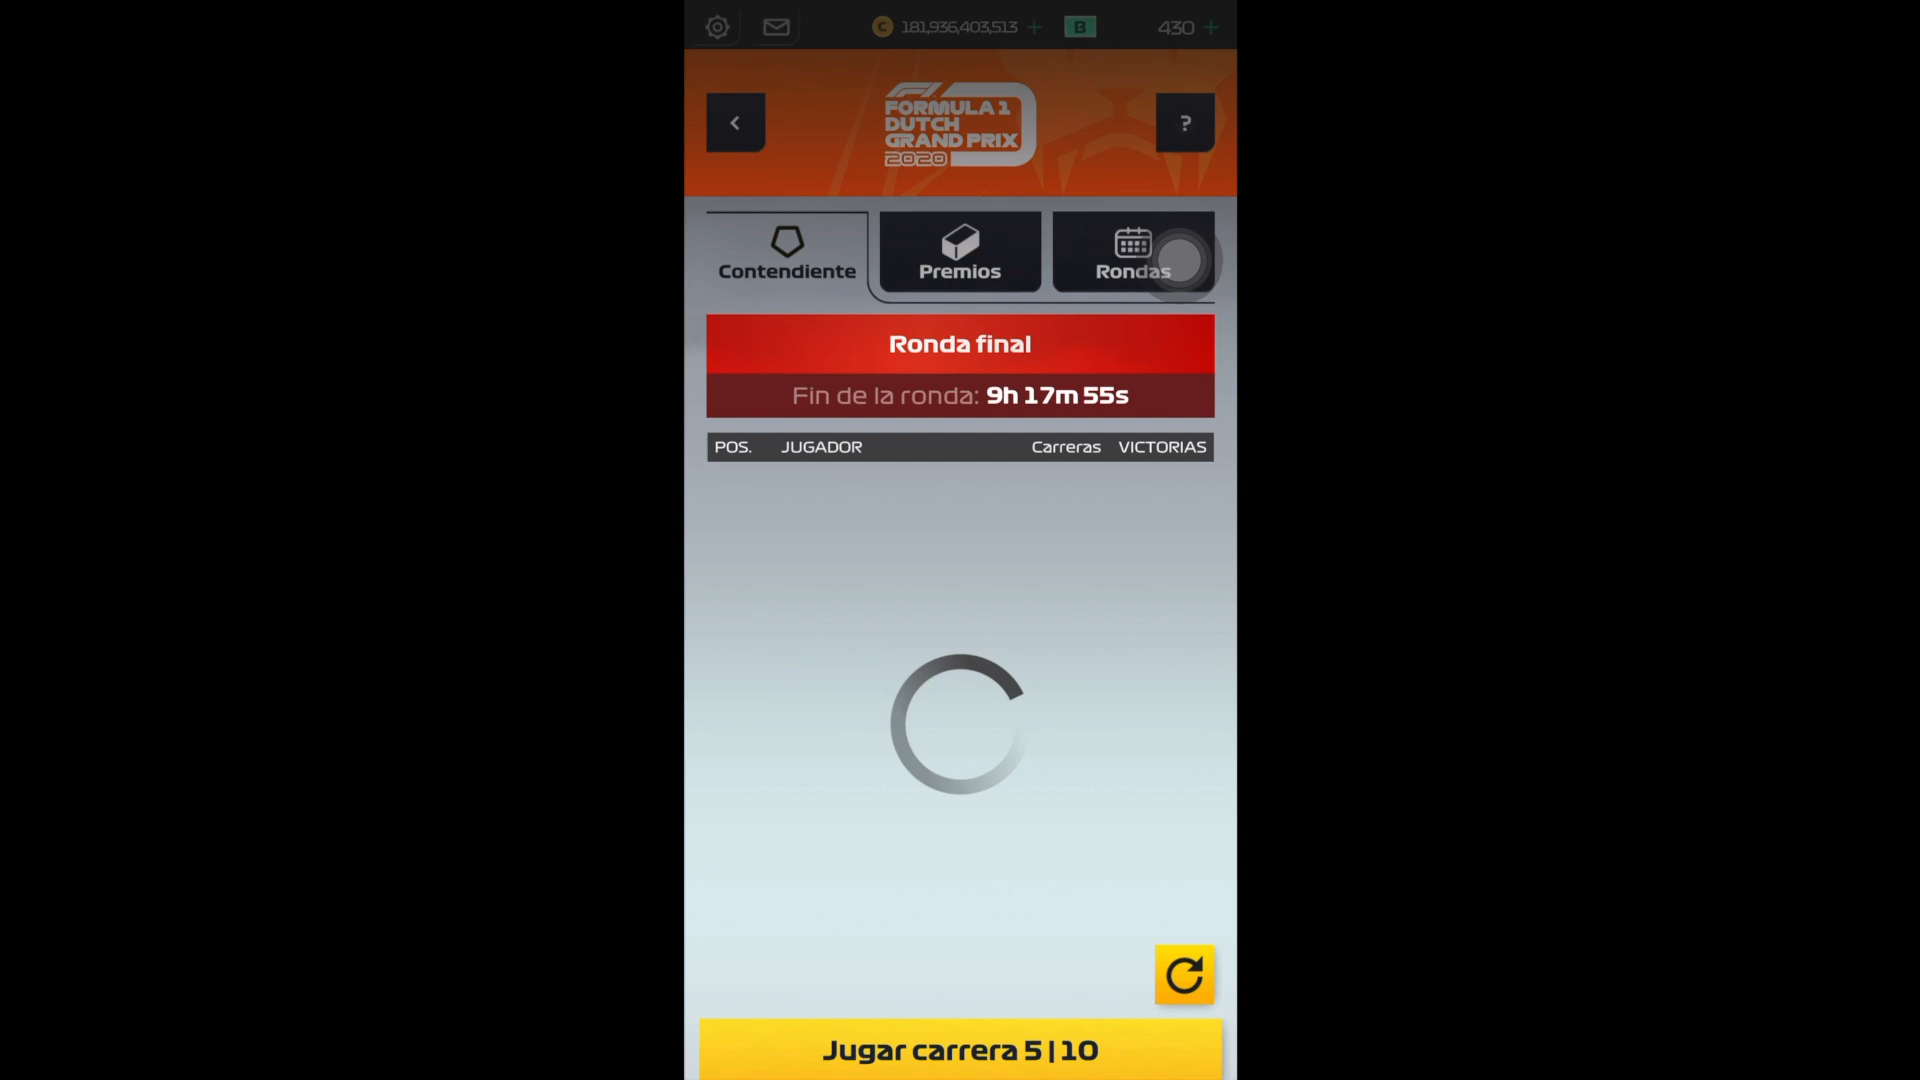 C 181,936,403,513 + B 430 +
F1
FORMULA 1
DUTCH
GRAND PRIX
2020
< ?
Contendiente Premios Rondas
Ronda final
Fin de la ronda: 9h 17m 55s
POS. JUGADOR Carreras VICTORIAS
Jugar carrera 5 | 10